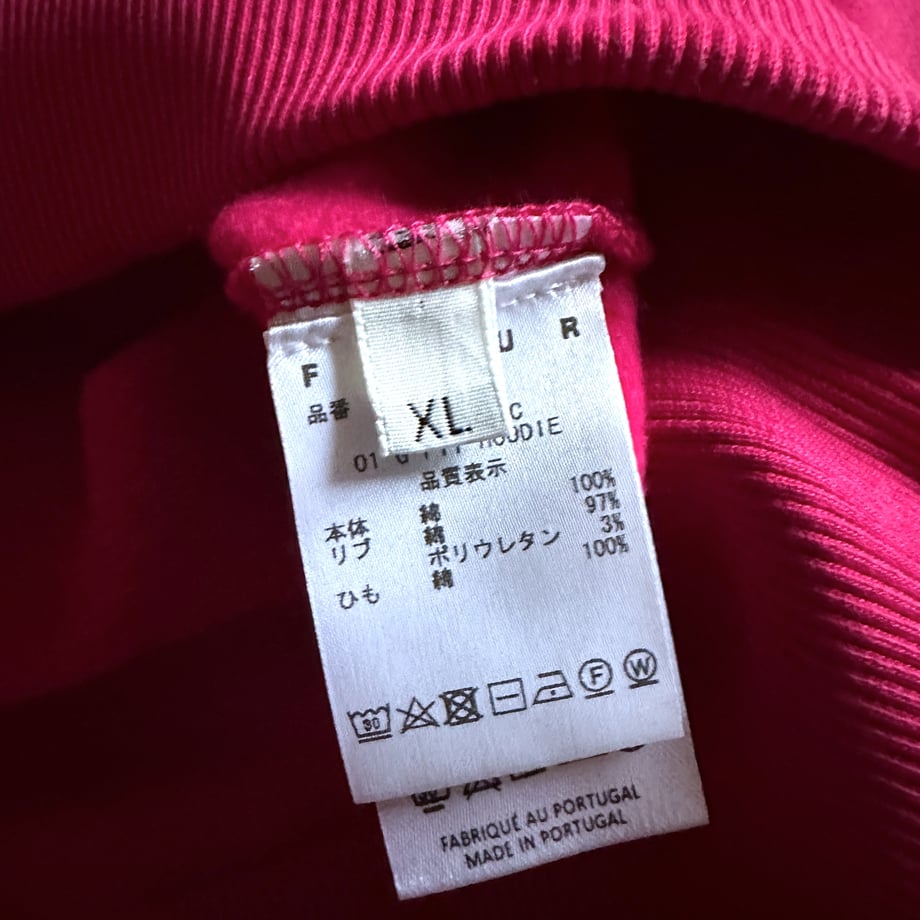 XL
F U R
品番 C
01 HOODIE
品質表示
本体 綿 100%
リブ 綿 97%
ポリウレタン 3%
ひも 綿 100%
30
F W
FABRIQUÉ AU PORTUGAL
MADE IN PORTUGAL